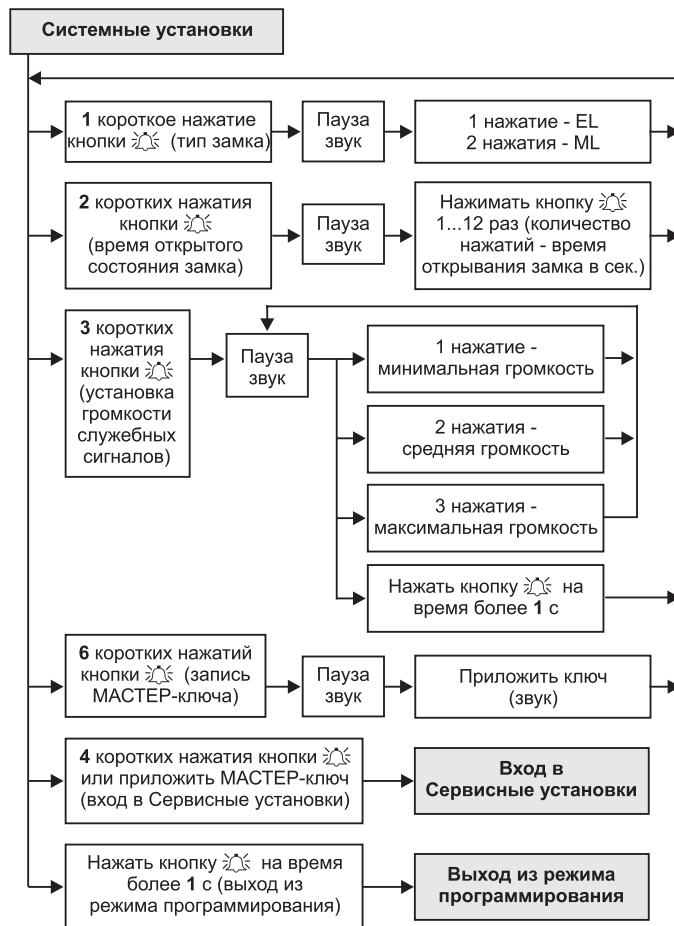 Системные установки
1 короткое нажатие
кнопки (тип замка)
Пауза
звук
1 нажатие - EL
2 нажатия - ML
2 коротких нажатия
кнопки
(время открытого
состояния замка)
Пауза
звук
Нажимать кнопку
1...12 раз (количество
нажатий - время
открывания замка в сек.)
3 коротких
нажатия
кнопки
(установка
громкости
служебных
сигналов)
Пауза
звук
1 нажатие -
минимальная громкость
2 нажатия -
средняя громкость
3 нажатия -
максимальная громкость
Нажать кнопку на
время более 1 с
6 коротких нажатий
кнопки (запись
МАСТЕР-ключа)
Пауза
звук
Приложить ключ
(звук)
4 коротких нажатия кнопки
или приложить МАСТЕР-ключ
(вход в Сервисные установки)
Вход в
Сервисные установки
Нажать кнопку на время
более 1 с (выход из
режима программирования)
Выход из режима
программирования